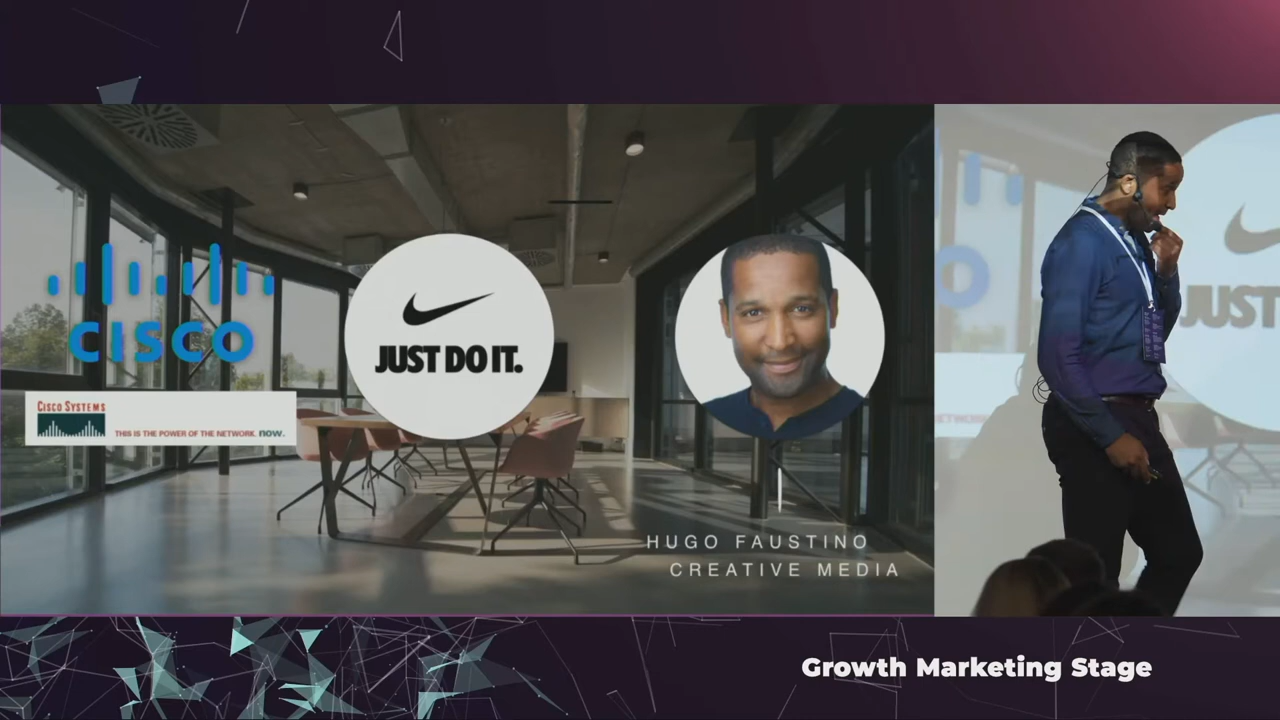 CISCO
CISCO SYSTEMS
THIS IS THE POWER OF THE NETWORK. now.
JUST DO IT.
HUGO FAUSTINO
CREATIVE MEDIA
JUST
Growth Marketing Stage